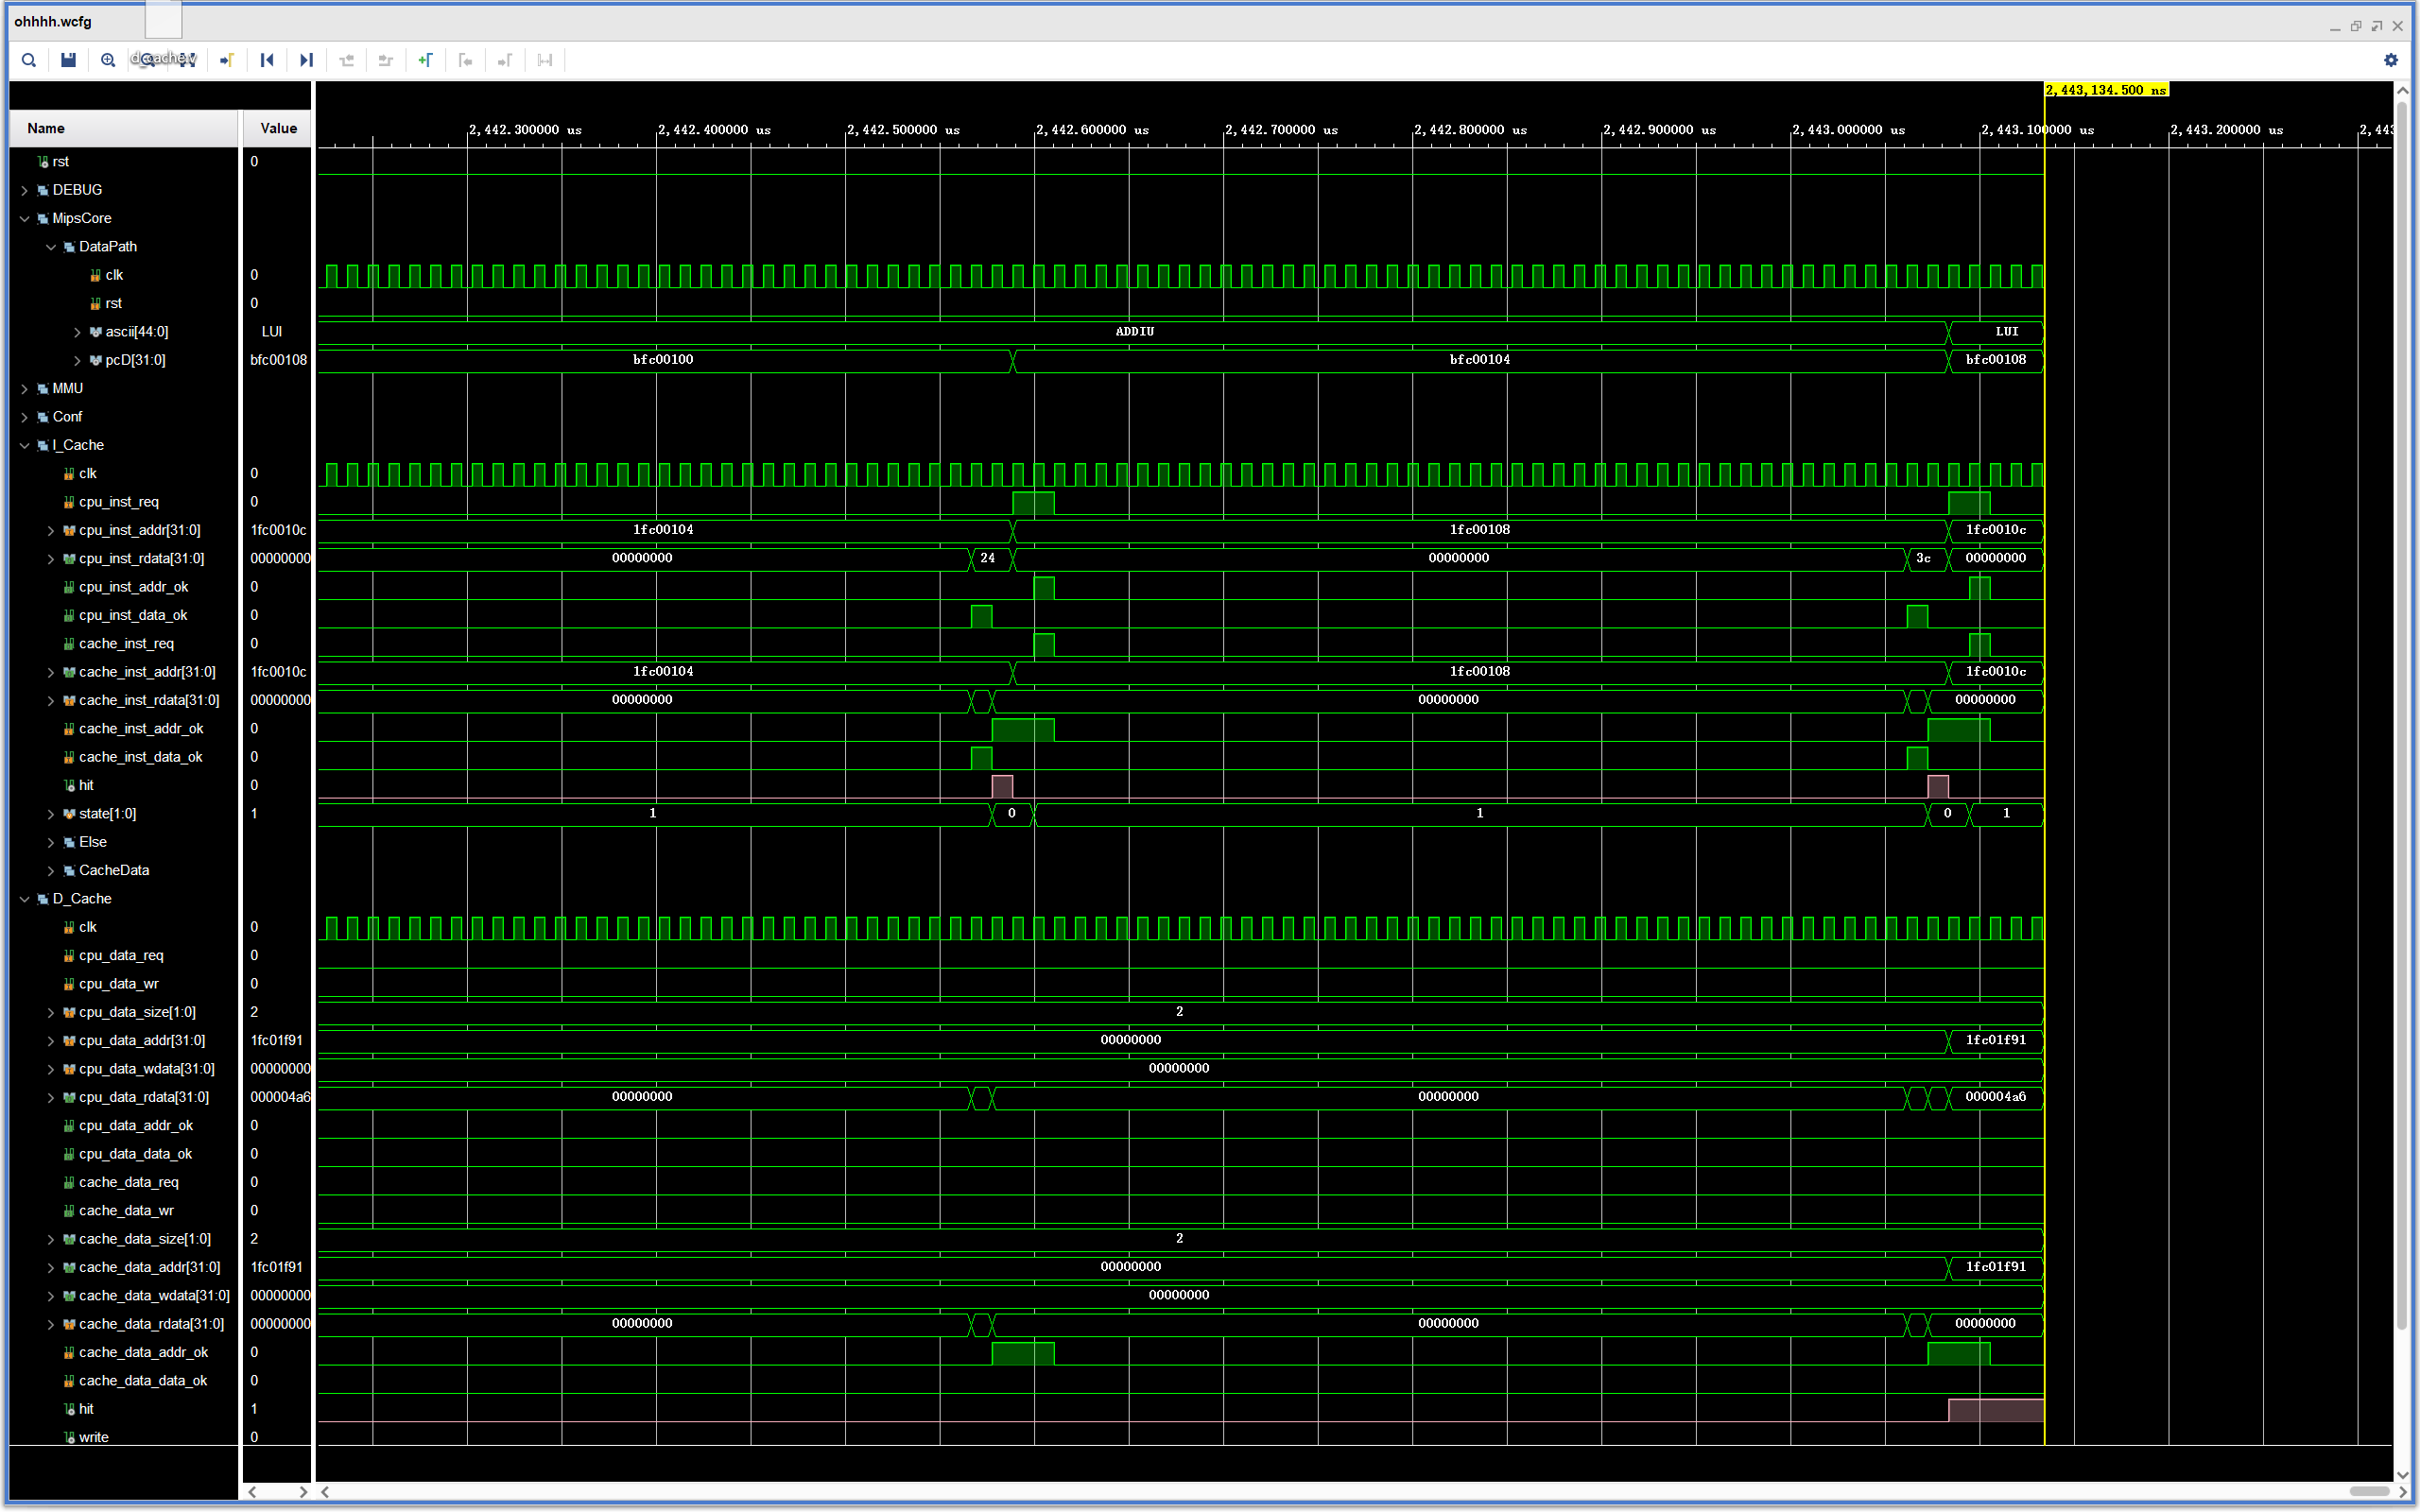 ohhhh.wcfg
d_cache.v
2,443,134.500 ns
Name Value
2,442.300000 us 2,442.400000 us 2,442.500000 us 2,442.600000 us 2,442.700000 us 2,442.800000 us 2,442.900000 us 2,443.000000 us 2,443.100000 us 2,443.200000 us 2,443
rst 0
DEBUG
MipsCore
DataPath
clk 0
rst 0
ascii[44:0] LUI ADDIU LUI
pcD[31:0] bfc00108 bfc00100 bfc00104 bfc00108
MMU
Conf
I_Cache
clk 0
cpu_inst_req 0
cpu_inst_addr[31:0] 1fc0010c 1fc00104 1fc00108 1fc0010c
cpu_inst_rdata[31:0] 00000000 00000000 24 00000000 3c 00000000
cpu_inst_addr_ok 0
cpu_inst_data_ok 0
cache_inst_req 0
cache_inst_addr[31:0] 1fc0010c 1fc00104 1fc00108 1fc0010c
cache_inst_rdata[31:0] 00000000 00000000 00000000 00000000
cache_inst_addr_ok 0
cache_inst_data_ok 0
hit 0
state[1:0] 1 1 0 1 0 1
Else
CacheData
D_Cache
clk 0
cpu_data_req 0
cpu_data_wr 0
cpu_data_size[1:0] 2 2
cpu_data_addr[31:0] 1fc01f91 00000000 1fc01f91
cpu_data_wdata[31:0] 00000000 00000000
cpu_data_rdata[31:0] 000004a6 00000000 00000000 000004a6
cpu_data_addr_ok 0
cpu_data_data_ok 0
cache_data_req 0
cache_data_wr 0
cache_data_size[1:0] 2 2
cache_data_addr[31:0] 1fc01f91 00000000 1fc01f91
cache_data_wdata[31:0] 00000000 00000000
cache_data_rdata[31:0] 00000000 00000000 00000000 00000000
cache_data_addr_ok 0
cache_data_data_ok 0
hit 1
write 0